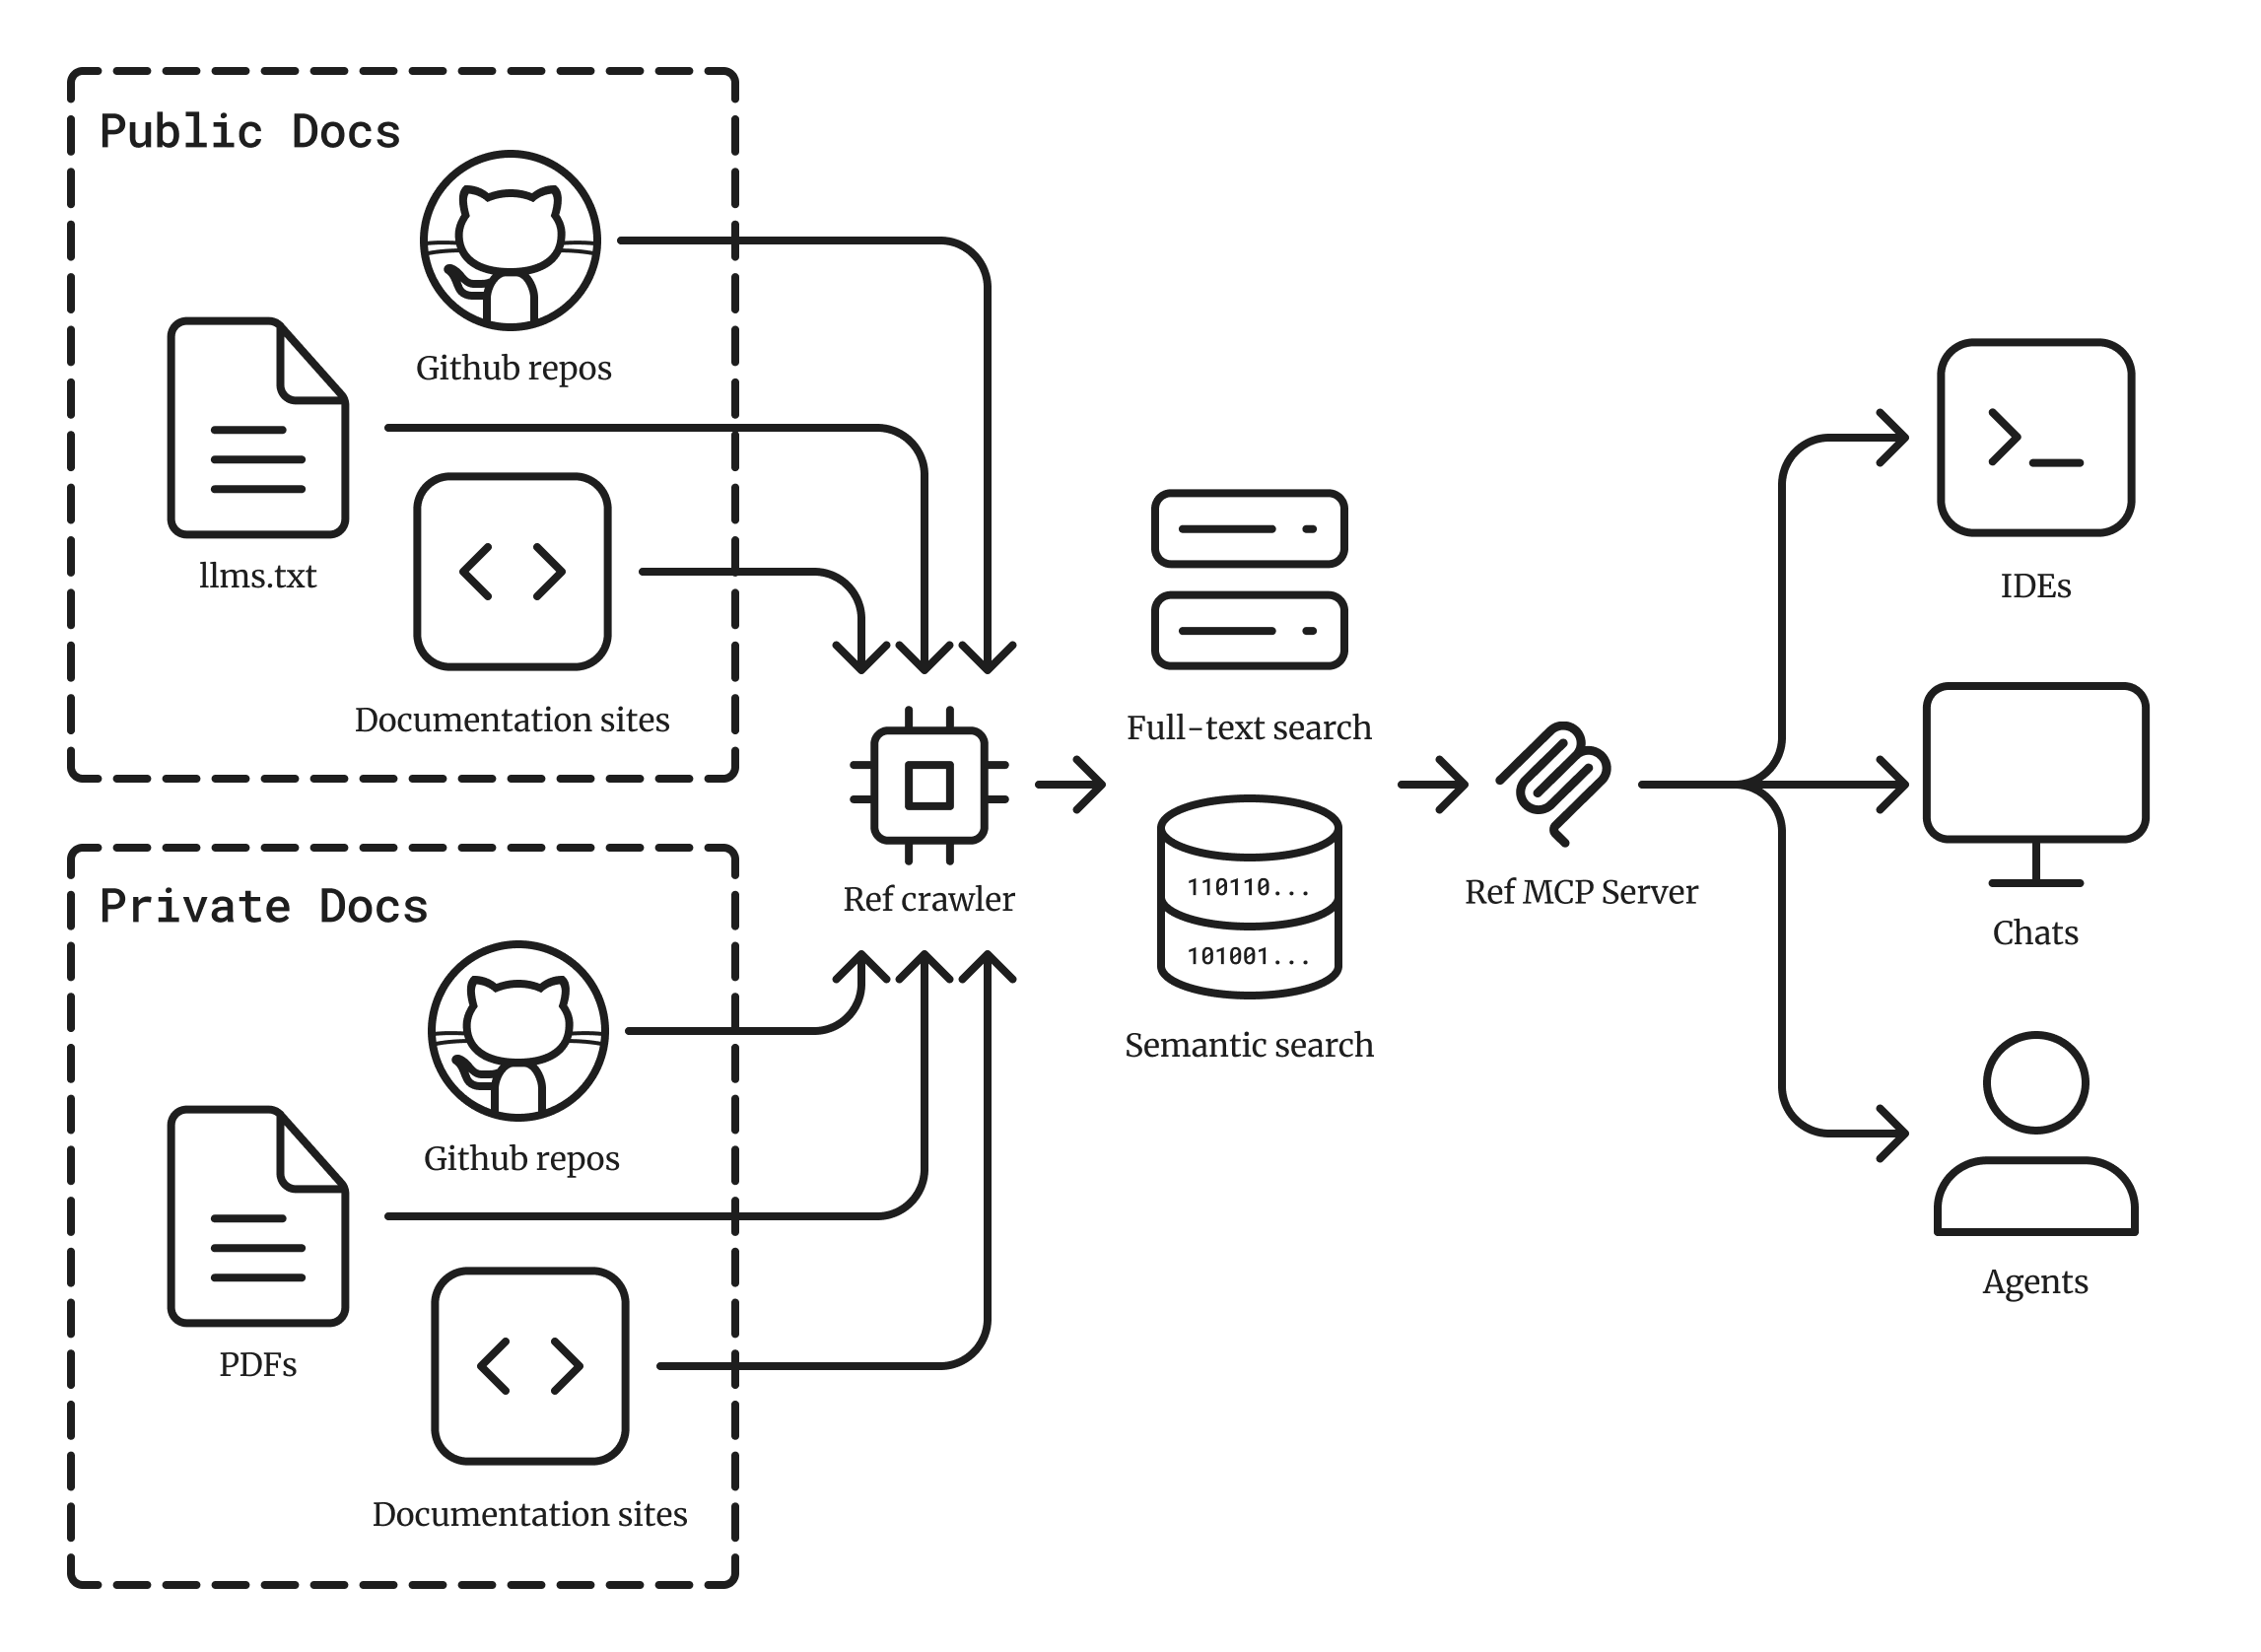 Public Docs
Github repos
llms.txt
Documentation sites
Private Docs
Github repos
PDFs
Documentation sites
Ref crawler
Full-text search
110110...
101001...
Semantic search
Ref MCP Server
IDEs
Chats
Agents